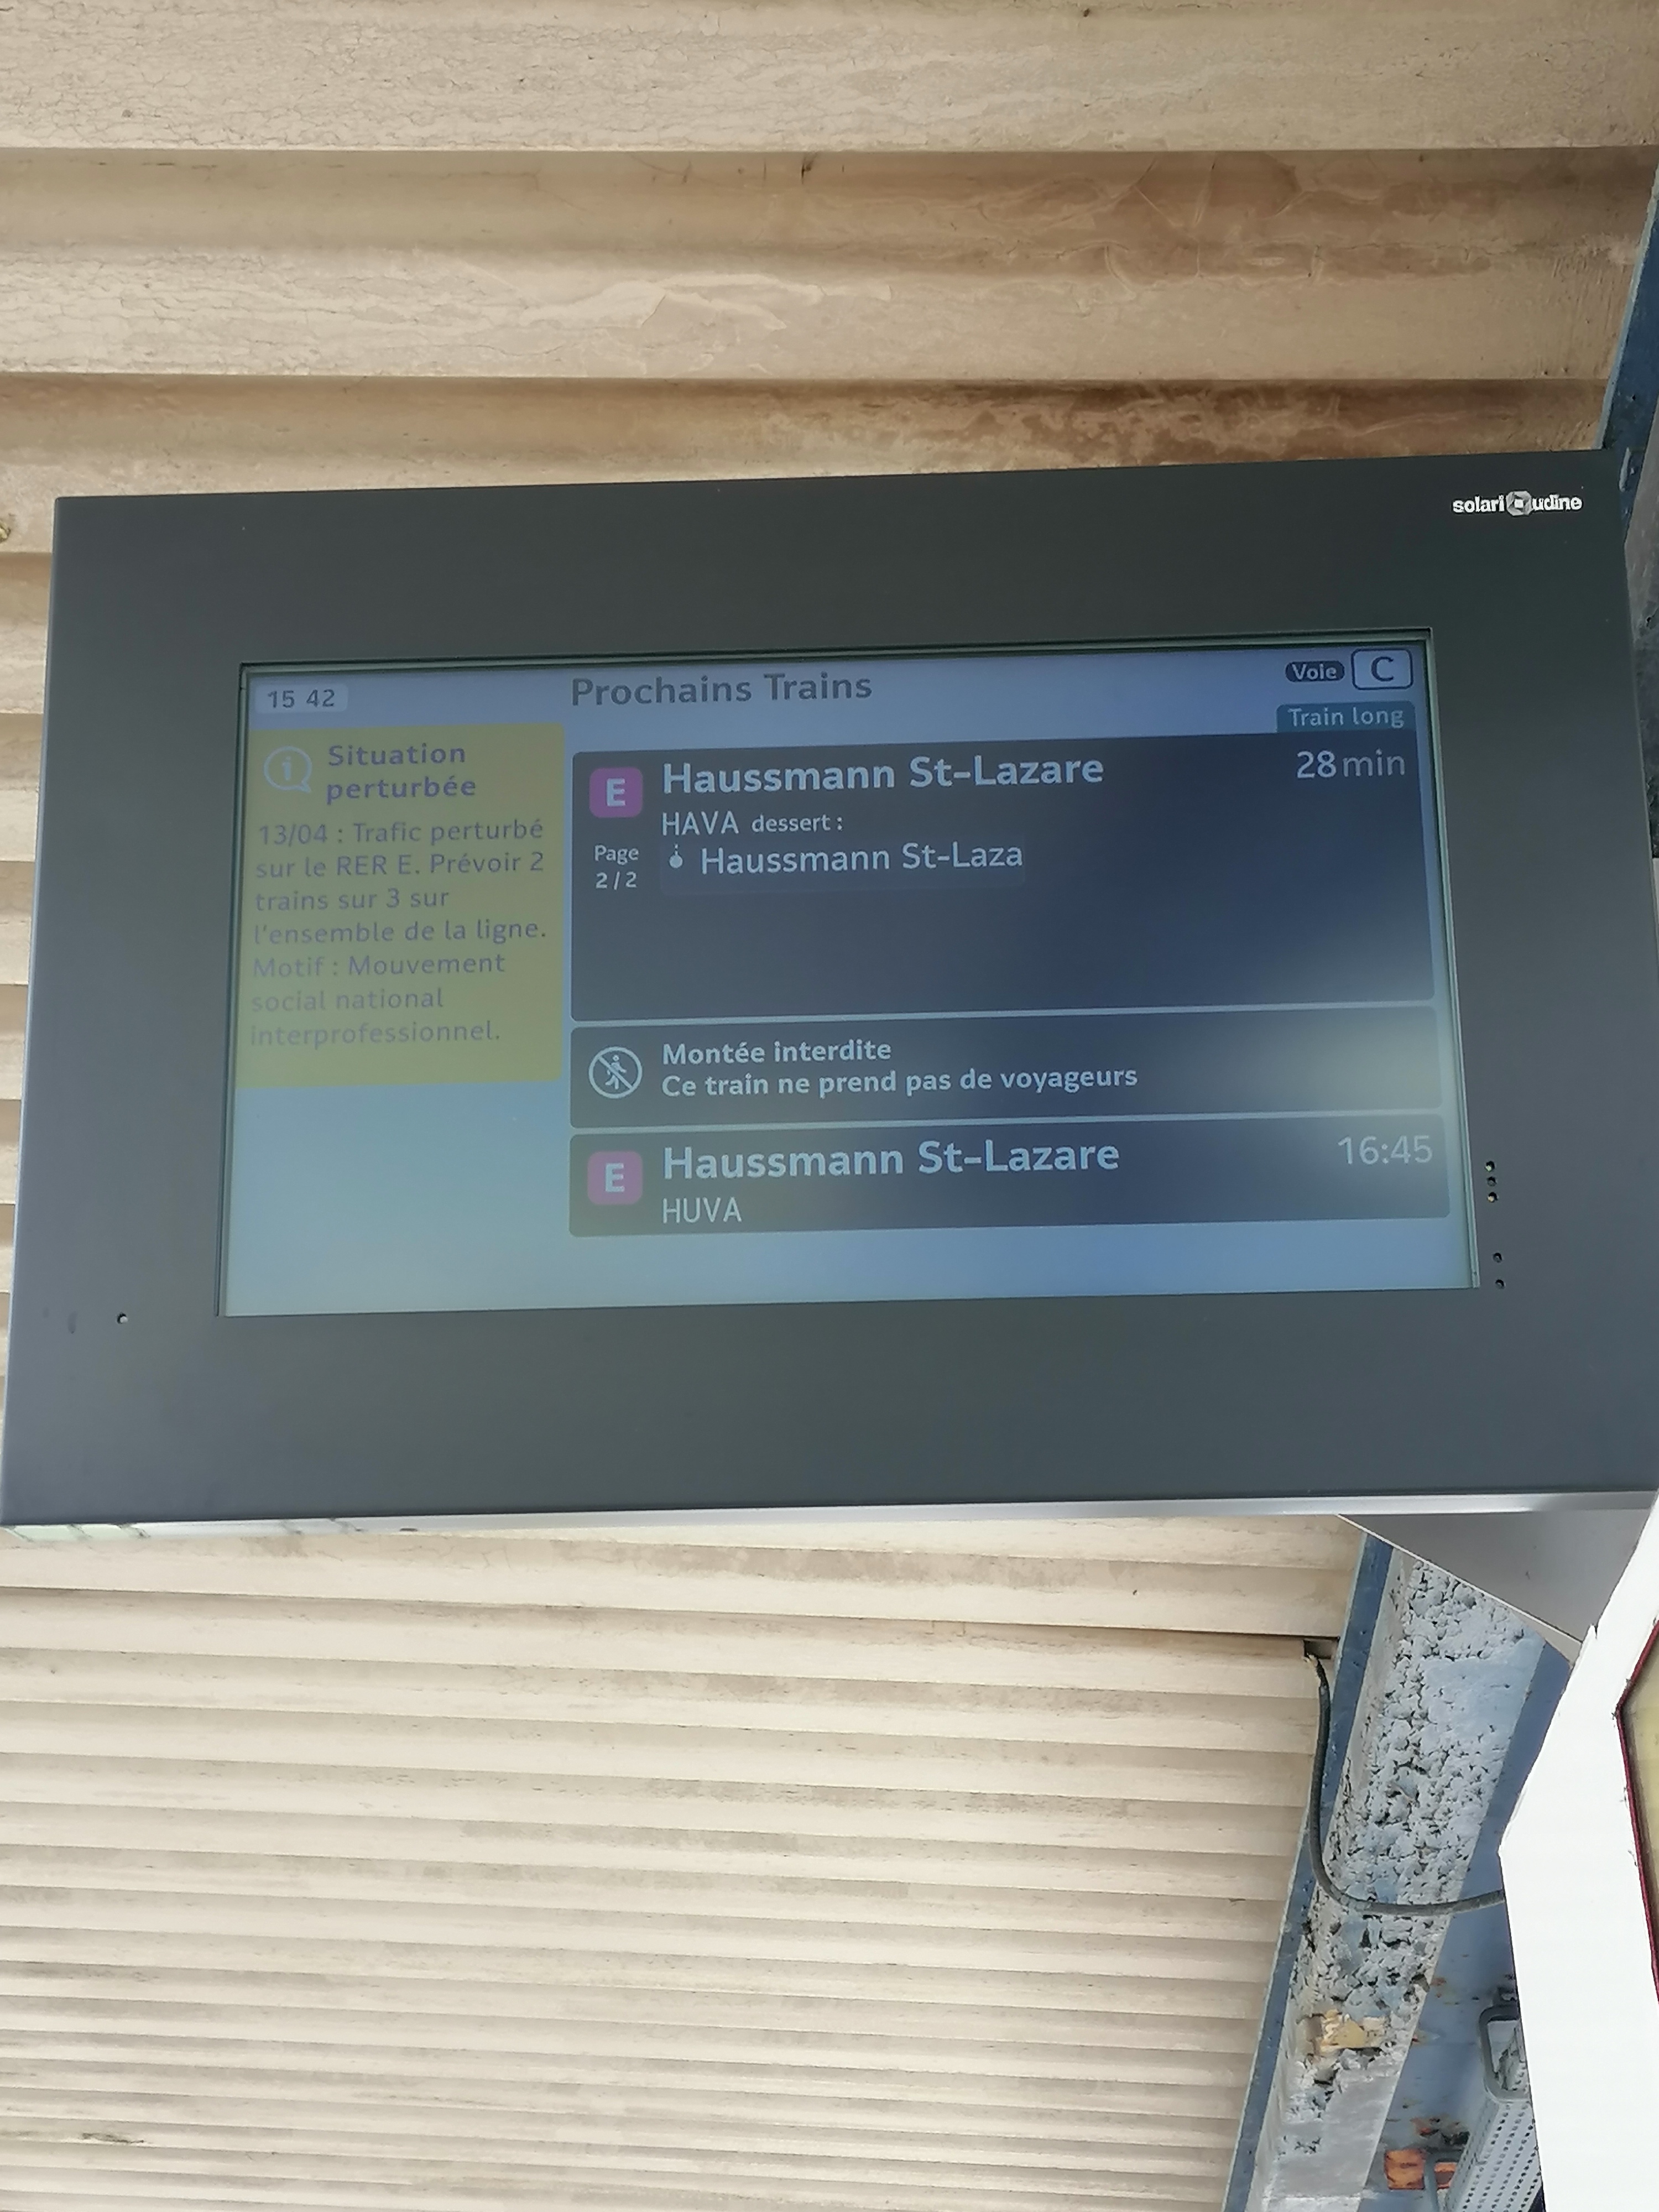 solari udine
15 42
Prochains Trains
Voie C
Train long
Situation
perturbée
13/04 : Trafic perturbé
sur le RER E. Prévoir 2
trains sur 3 sur
l'ensemble de la ligne.
Motif : Mouvement
social national
interprofessionnel.
E Haussmann St-Lazare 28 min
HAVA dessert :
Page
2/2
Haussmann St-Laza
Montée interdite
Ce train ne prend pas de voyageurs
E Haussmann St-Lazare 16:45
HUVA